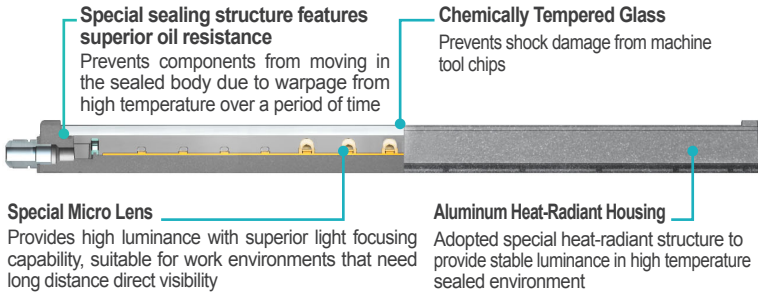 Special sealing structure features
superior oil resistance
Prevents components from moving in
the sealed body due to warpage from
high temperature over a period of time
Chemically Tempered Glass
Prevents shock damage from machine
tool chips
Special Micro Lens
Provides high luminance with superior light focusing
capability, suitable for work environments that need
long distance direct visibility
Aluminum Heat-Radiant Housing
Adopted special heat-radiant structure to
provide stable luminance in high temperature
sealed environment